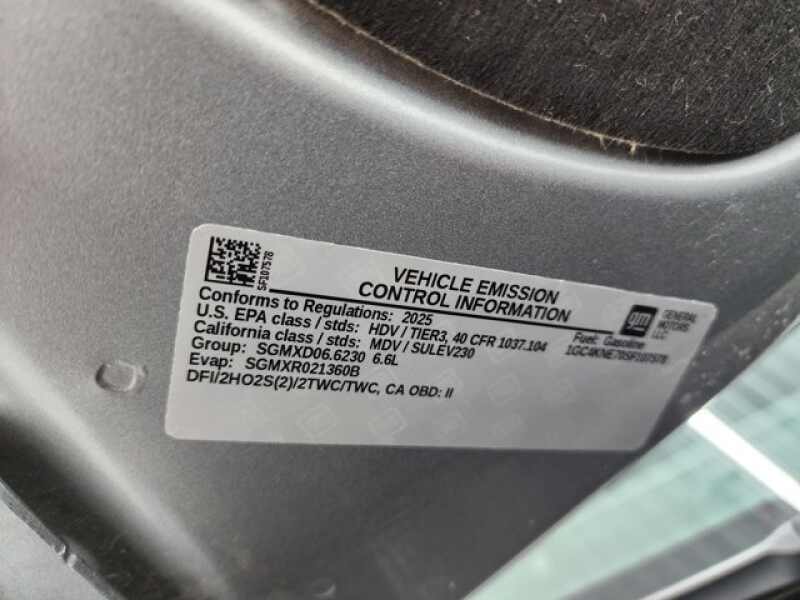 SF107578
VEHICLE EMISSION
CONTROL INFORMATION
gm
GENERAL
MOTORS
LLC
Conforms to Regulations: 2025
U.S. EPA class / stds: HDV / TIER3, 40 CFR 1037.104
Fuel: Gasoline
California class / stds: MDV / SULEV230
1GC4KNE70SF107578
Group: SGMXD06.6230 6.6L
Evap: SGMXR021360B
DFI/2HO2S(2)/2TWC/TWC, CA OBD: II